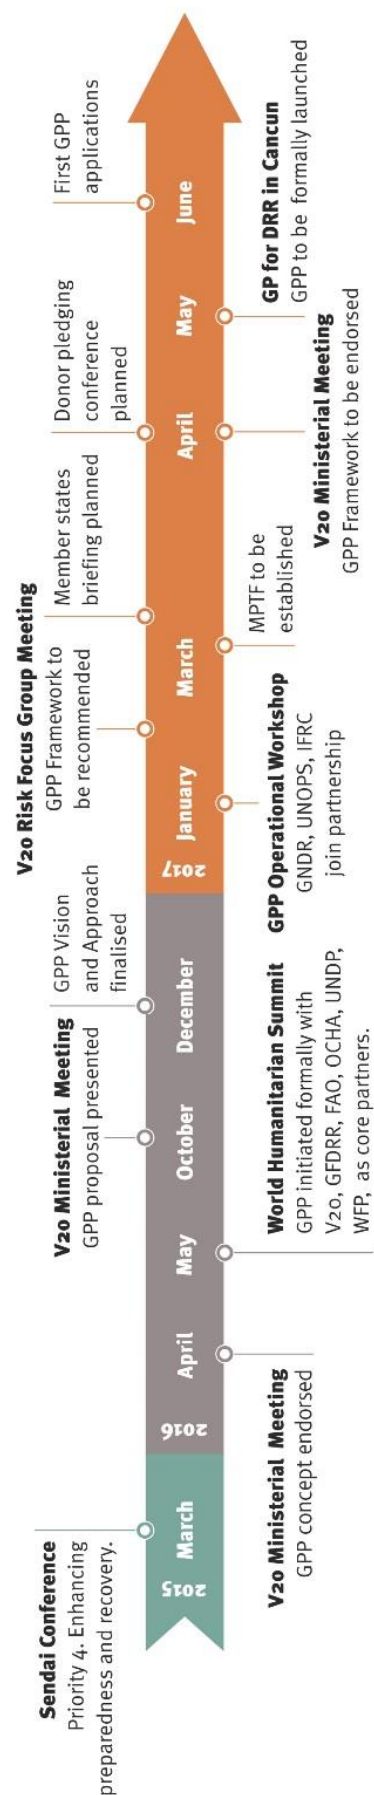 Sendai Conference
Priority 4. Enhancing
preparedness and recovery.
V20 Ministerial Meeting
GPP proposal presented
GPP Vision
and Approach
finalised
V20 Risk Focus Group Meeting
GPP Framework to
be recommended
Member states
briefing planned
Donor pledging
conference
planned
First GPP
applications
2015
March
2016
April
May
October
December
2017
January
March
April
May
June
V20 Ministerial Meeting
GPP concept endorsed
World Humanitarian Summit
GPP initiated formally with
V20, GFDRR, FAO, OCHA, UNDP,
WFP, as core partners.
GPP Operational Workshop
GNDR, UNOPS, IFRC
join partnership
MPTF to be
established
V20 Ministerial Meeting
GPP Framework to be endorsed
GP for DRR in Cancun
GPP to be formally launched